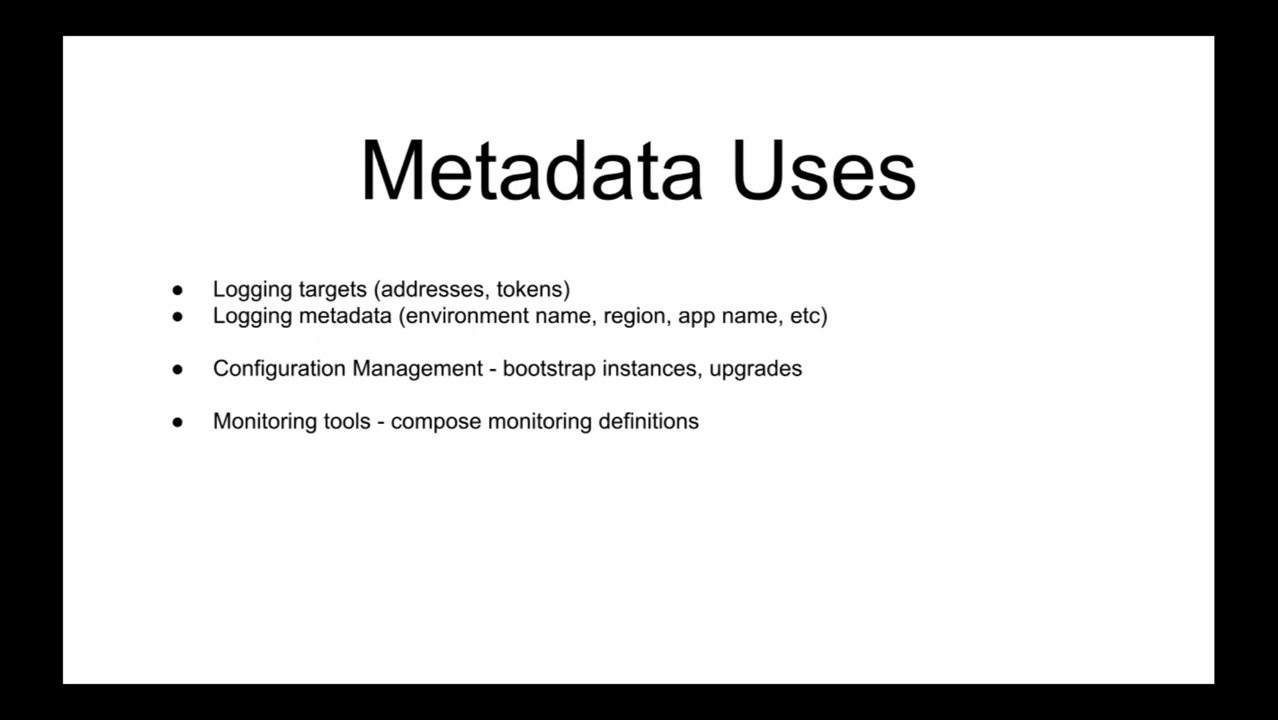 Metadata Uses
● Logging targets (addresses, tokens)
● Logging metadata (environment name, region, app name, etc)
● Configuration Management - bootstrap instances, upgrades
● Monitoring tools - compose monitoring definitions